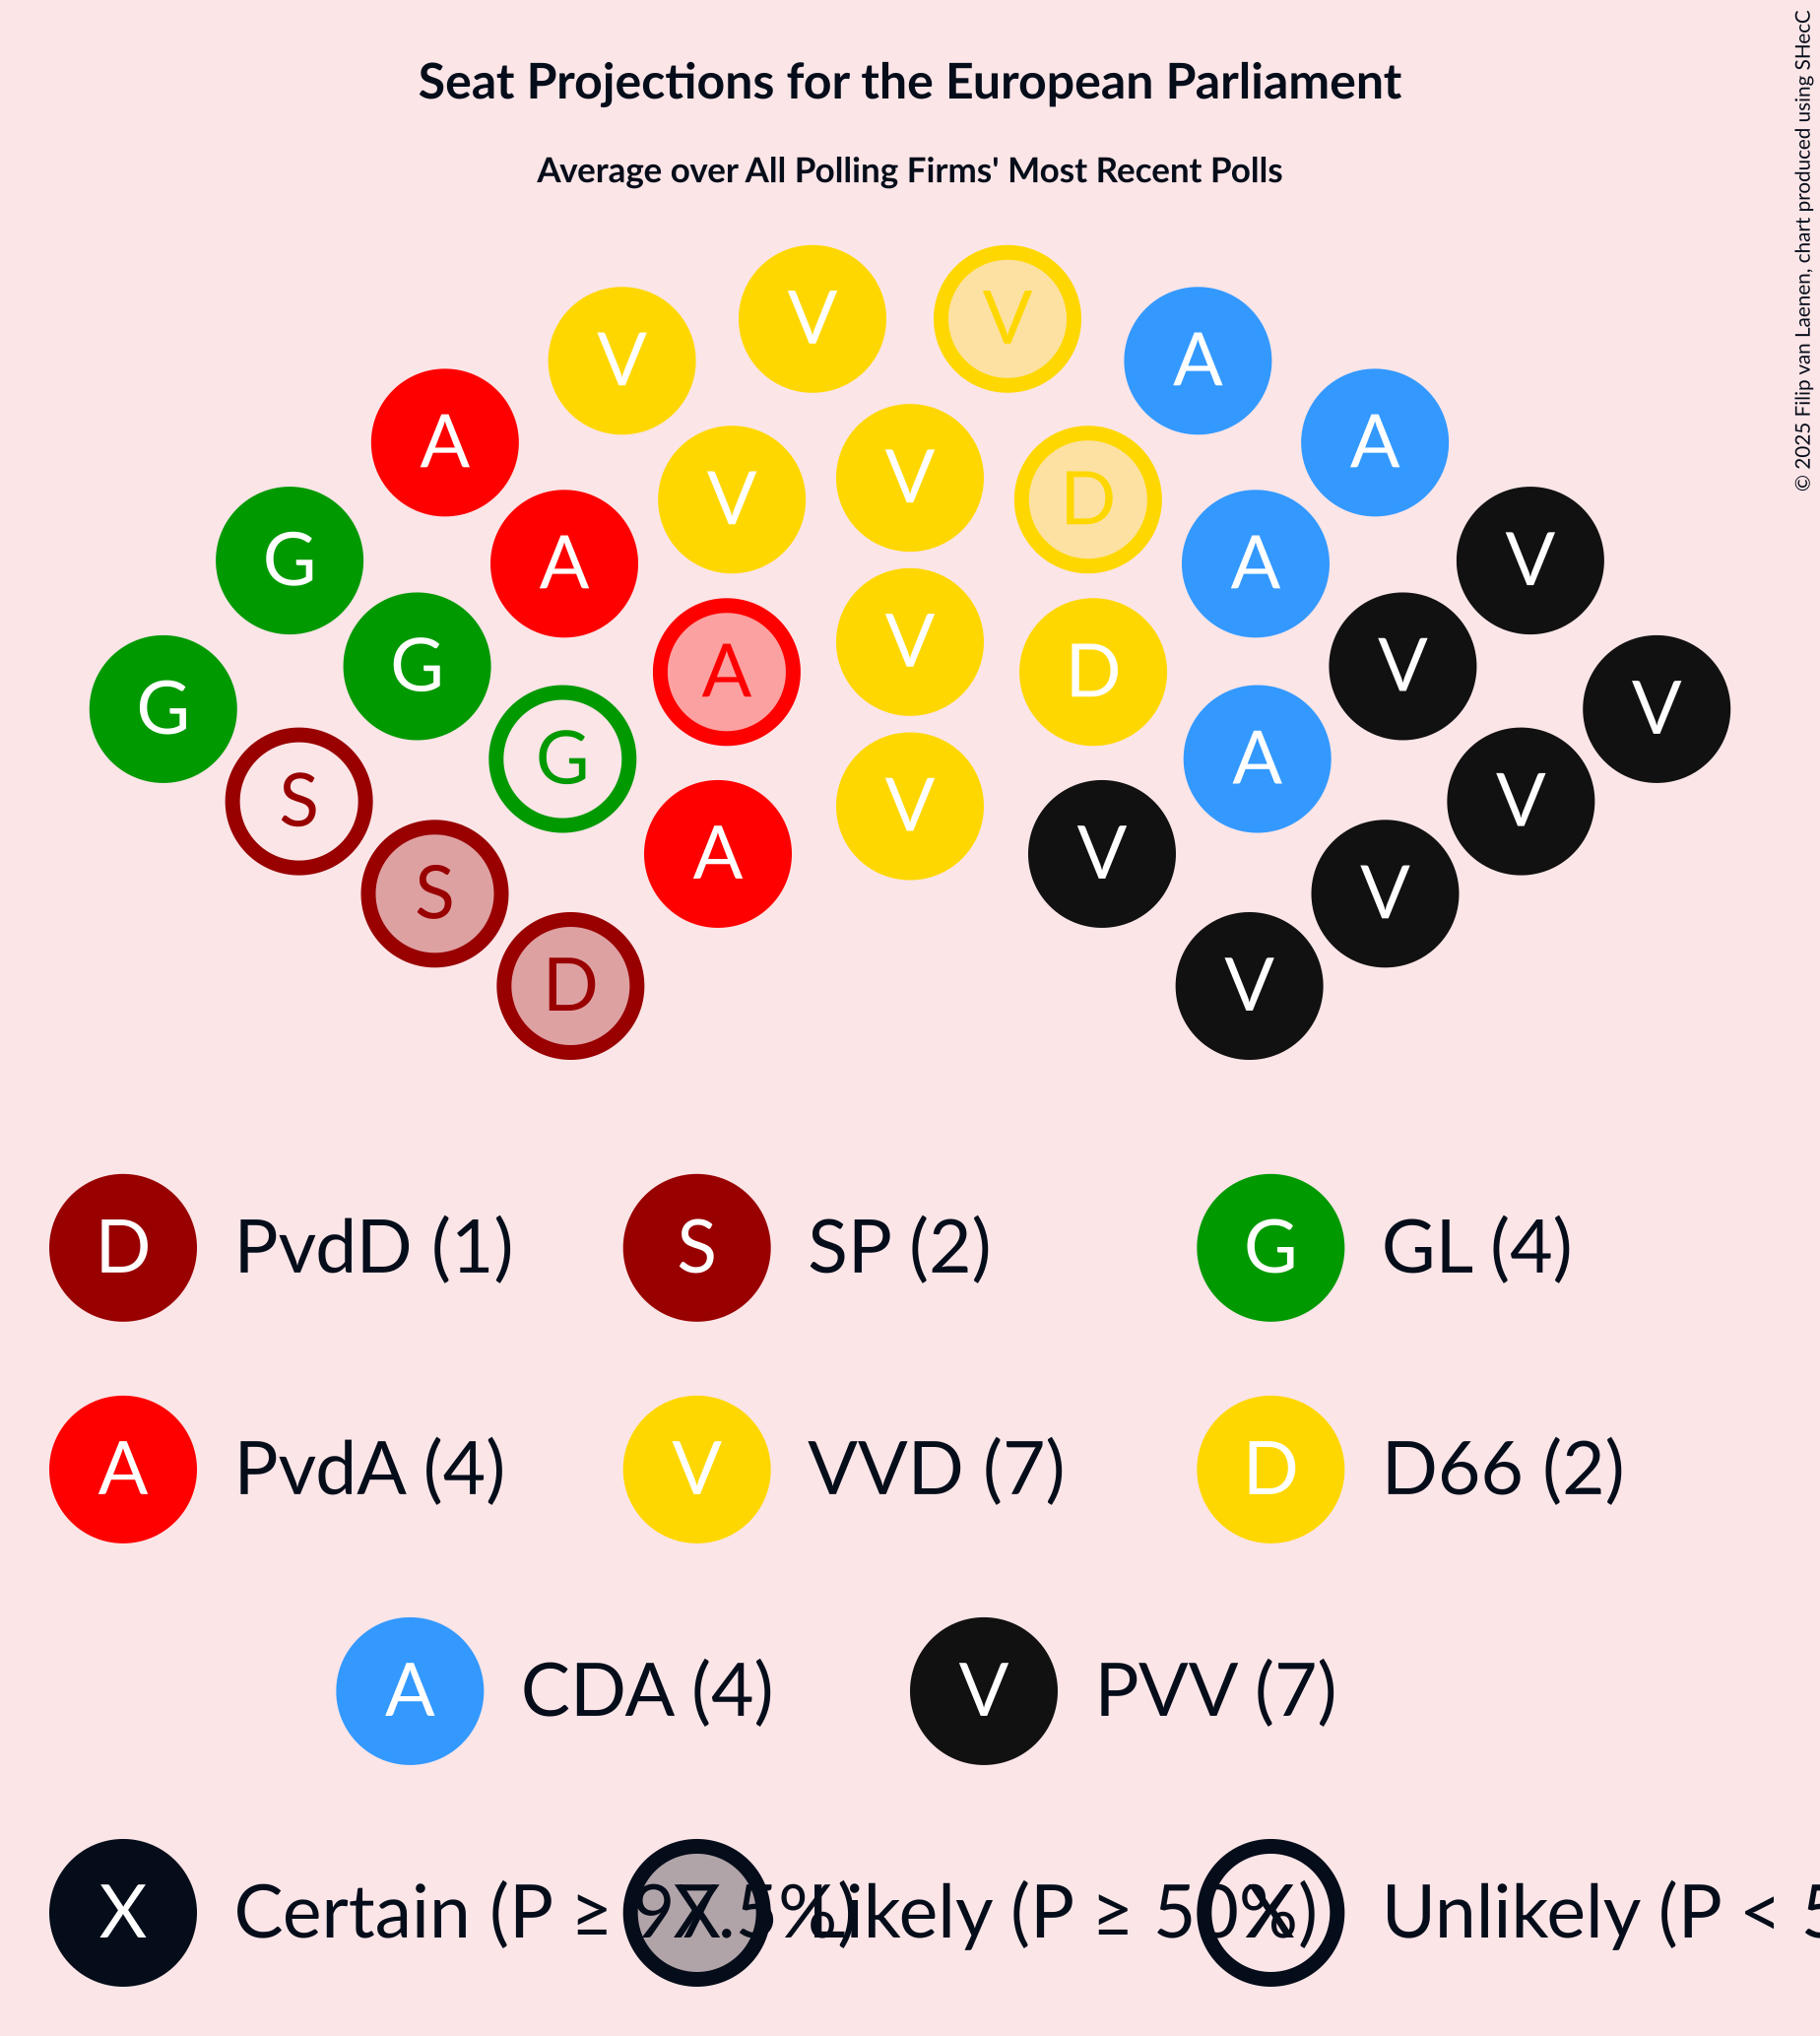 Seat Projections for the European Parliament
Average over All Polling Firms' Most Recent Polls
© 2025 Filip van Laenen, chart produced using SHecC
V V
V A
V A
A V V D A V
G A V A V
G G A V D V V
G G A V
S A V V V
S V
D V
D PvdD (1) S SP (2) G GL (4)
A PvdA (4) V VVD (7) D D66 (2)
A CDA (4) V PVV (7)
X Certain (P ≥ 97.5%) X Likely (P ≥ 50%) X Unlikely (P < 5